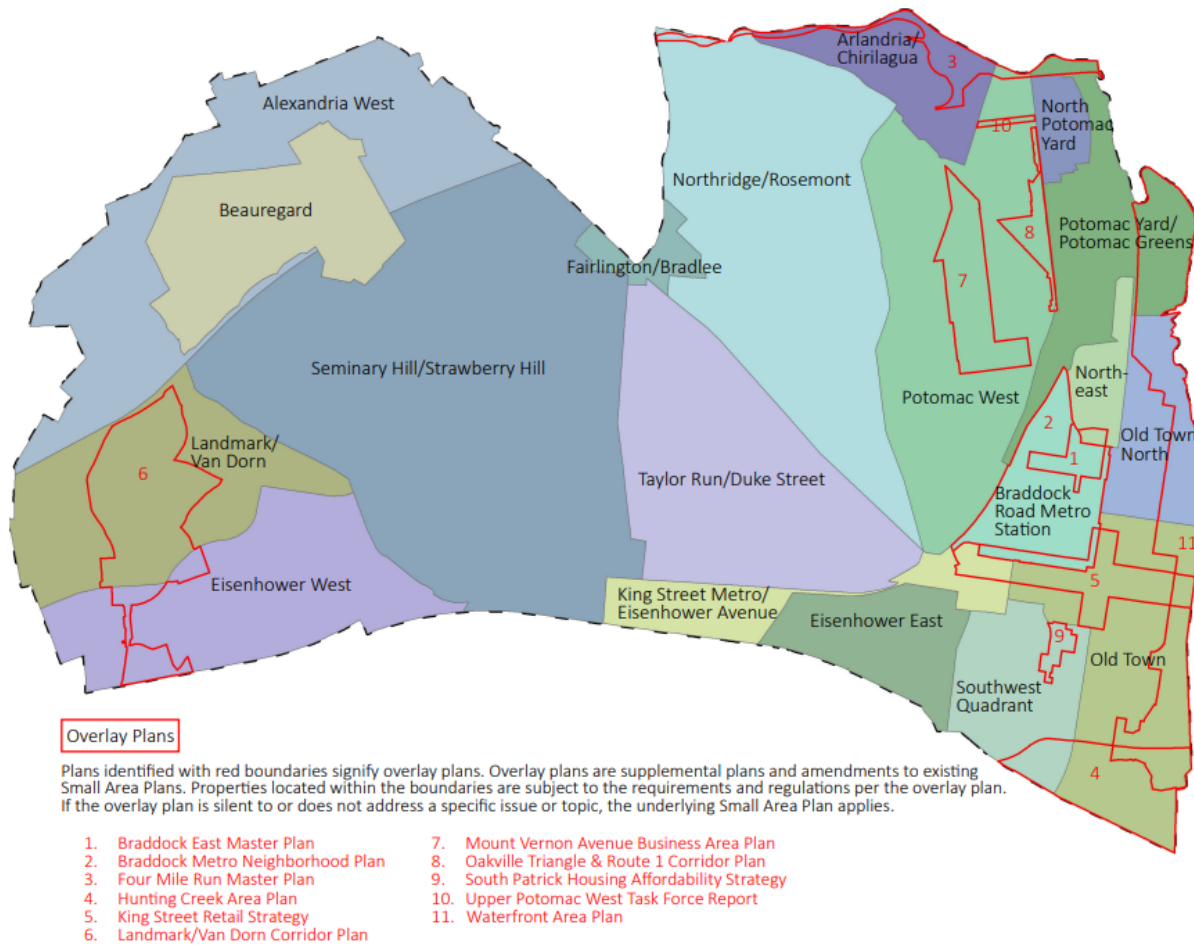 Arlandria/
Chirilagua
3
Alexandria West
North
Potomac
Yard
10
Northridge/Rosemont
Beauregard
Potomac Yard/
Potomac Greens
8
Fairlington/Bradlee
7
Seminary Hill/Strawberry Hill
North-
east
Potomac West
2
Old Town
North
Landmark/
Van Dorn
1
6
Taylor Run/Duke Street
Braddock
Road Metro
Station
11
Eisenhower West
5
King Street Metro/
Eisenhower Avenue
Eisenhower East
9
Old Town
Southwest
Quadrant
4
Overlay Plans
Plans identified with red boundaries signify overlay plans. Overlay plans are supplemental plans and amendments to existing
Small Area Plans. Properties located within the boundaries are subject to the requirements and regulations per the overlay plan.
If the overlay plan is silent to or does not address a specific issue or topic, the underlying Small Area Plan applies.
1. Braddock East Master Plan
2. Braddock Metro Neighborhood Plan
3. Four Mile Run Master Plan
4. Hunting Creek Area Plan
5. King Street Retail Strategy
6. Landmark/Van Dorn Corridor Plan
7. Mount Vernon Avenue Business Area Plan
8. Oakville Triangle & Route 1 Corridor Plan
9. South Patrick Housing Affordability Strategy
10. Upper Potomac West Task Force Report
11. Waterfront Area Plan